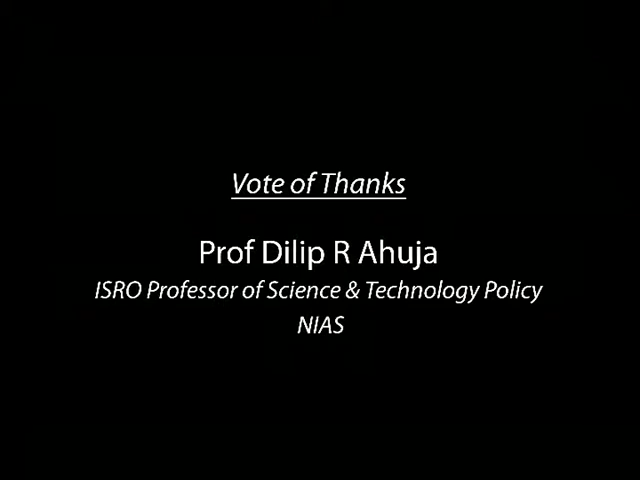 Vote of Thanks
Prof Dilip R Ahuja
ISRO Professor of Science & Technology Policy
NIAS